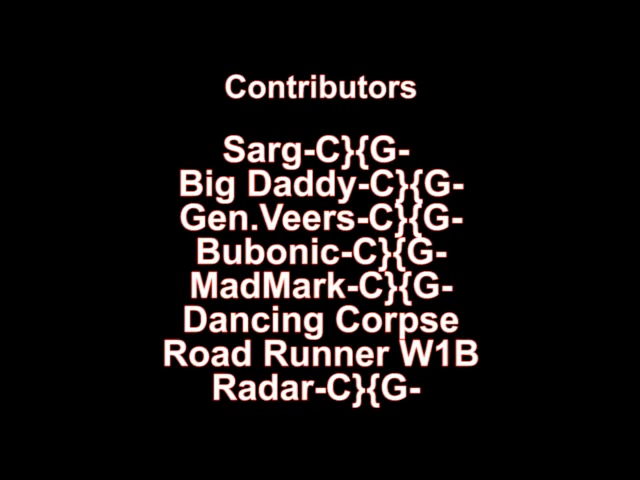 Contributors
Sarg-C}{G-
Big Daddy-C}{G-
Gen.Veers-C}{G-
Bubonic-C}{G-
MadMark-C}{G-
Dancing Corpse
Road Runner W1B
Radar-C}{G-